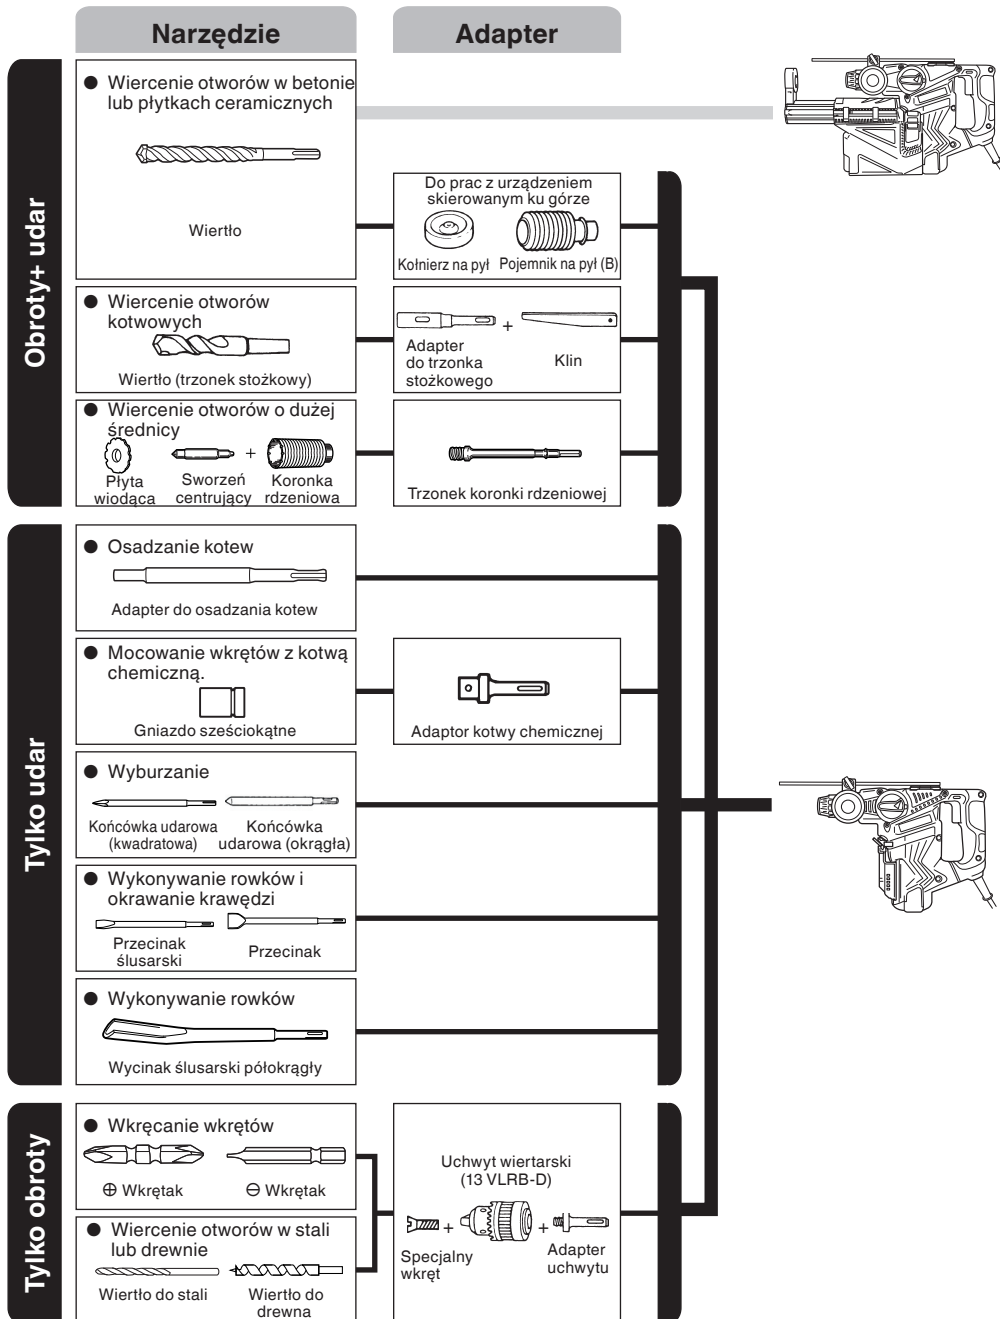 Narzędzie
Adapter
Obroty+ udar
● Wiercenie otworów w betonie
lub płytkach ceramicznych
Wiertło
Do prac z urządzeniem
skierowanym ku górze
Kołnierz na pył
Pojemnik na pył (B)
● Wiercenie otworów
kotwowych
Wiertło (trzonek stożkowy)
+
Adapter
do trzonka
stożkowego
Klin
● Wiercenie otworów o dużej
średnicy
+
Płyta
wiodąca
Sworzeń
centrujący
Koronka
rdzeniowa
Trzonek koronki rdzeniowej
Tylko udar
● Osadzanie kotew
Adapter do osadzania kotew
● Mocowanie wkrętów z kotwą
chemiczną.
Gniazdo sześciokątne
Adaptor kotwy chemicznej
● Wyburzanie
Końcówka udarowa
(kwadratowa)
Końcówka
udarowa (okrągła)
● Wykonywanie rowków i
okrawanie krawędzi
Przecinak
ślusarski
Przecinak
● Wykonywanie rowków
Wycinak ślusarski półokrągły
Tylko obroty
● Wkręcanie wkrętów
⊕ Wkrętak
⊖ Wkrętak
● Wiercenie otworów w stali
lub drewnie
Wiertło do stali
Wiertło do
drewna
Uchwyt wiertarski
(13 VLRB-D)
+ +
Specjalny
wkręt
Adapter
uchwytu